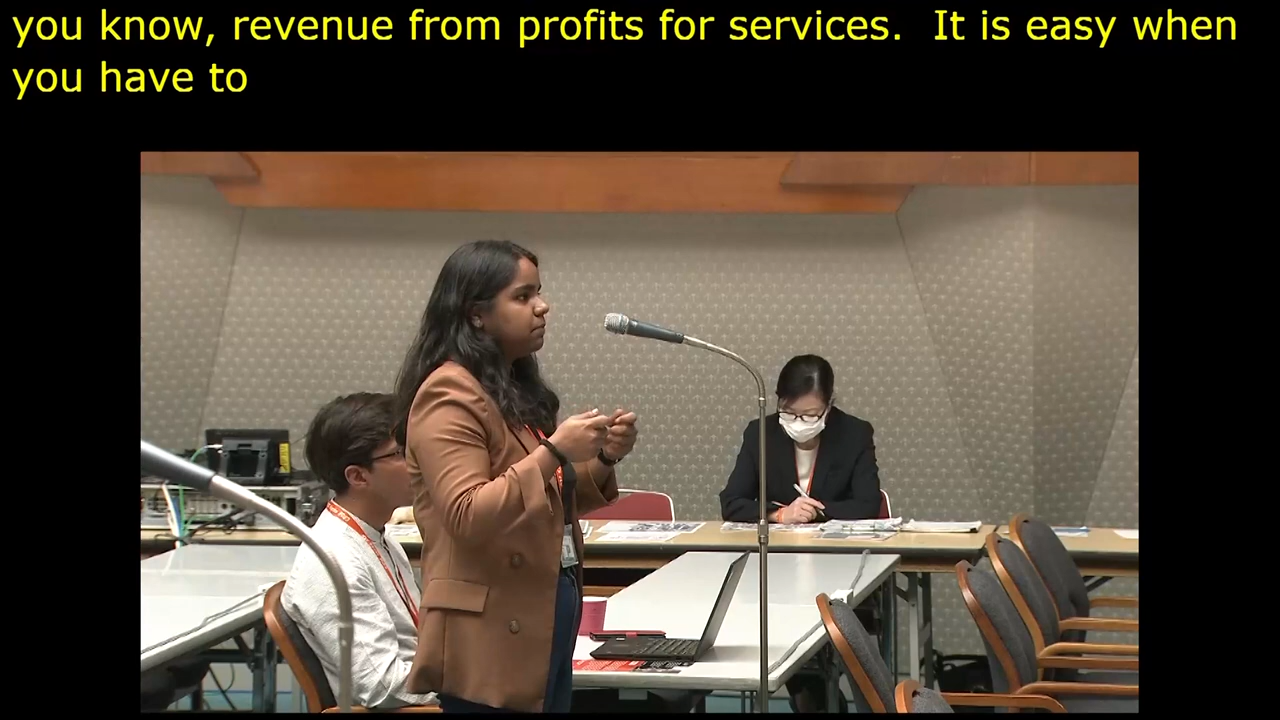 you know, revenue from profits for services.  It is easy when
you have to